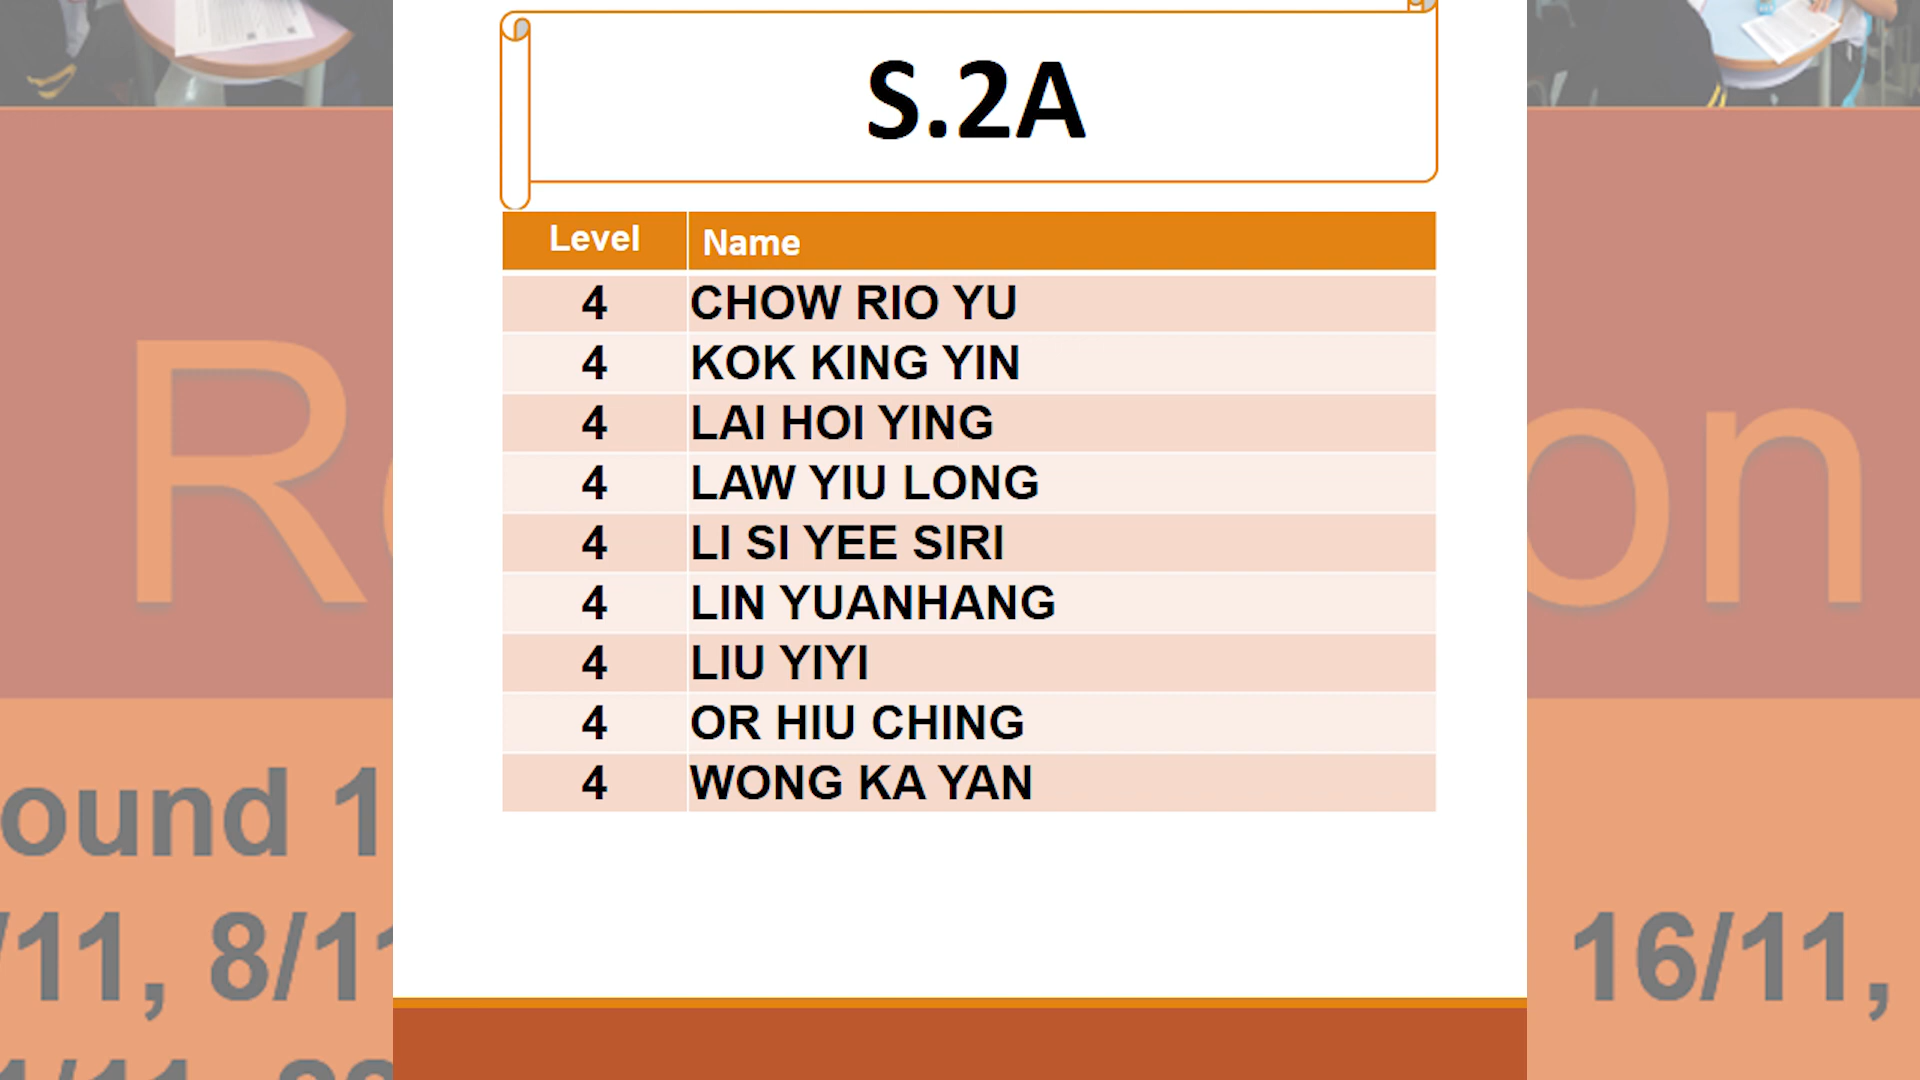 S.2A
Level Name
4 CHOW RIO YU
4 KOK KING YIN
4 LAI HOI YING
4 LAW YIU LONG
4 LI SI YEE SIRI
4 LIN YUANHANG
4 LIU YIYI
4 OR HIU CHING
4 WONG KA YAN
ound 1
/11, 8/11
16/11,